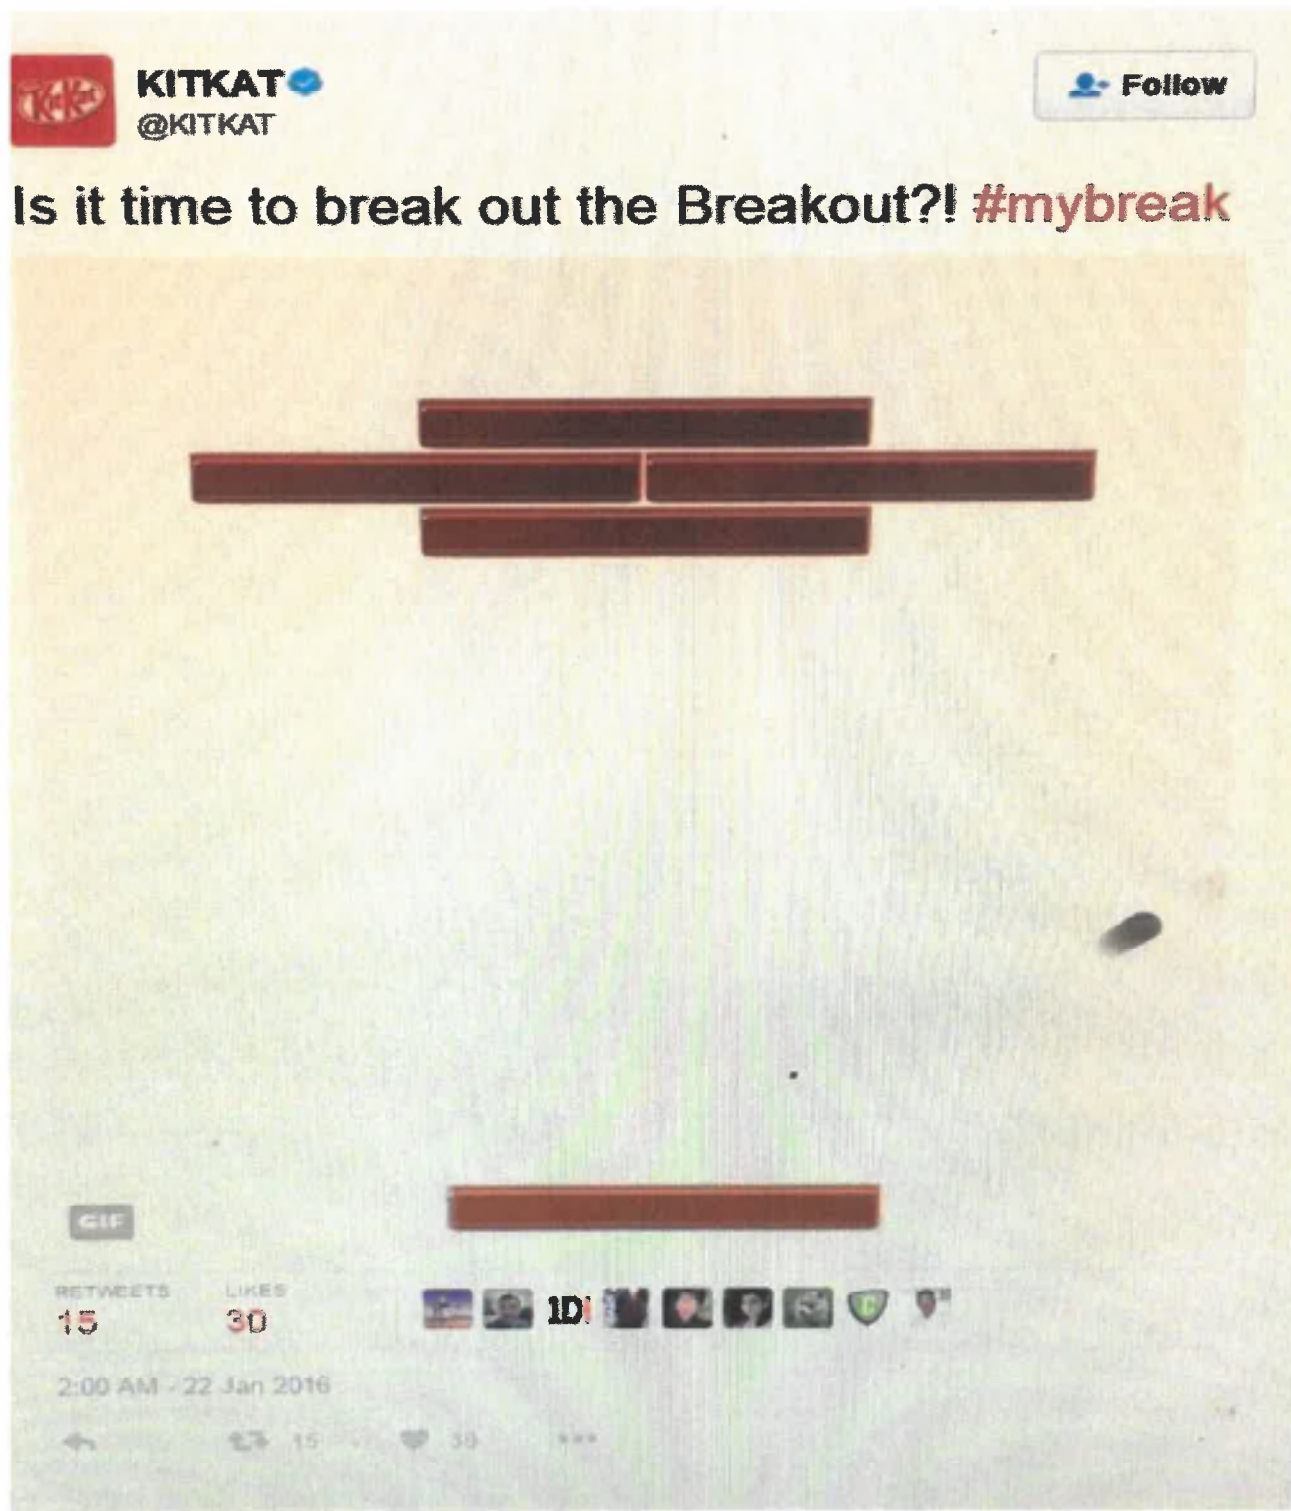 KitKat
KITKAT
@KITKAT
Follow
Is it time to break out the Breakout?! #mybreak
GIF
RETWEETS
LIKES
15
30
1D
2:00 AM - 22 Jan 2016
15
30